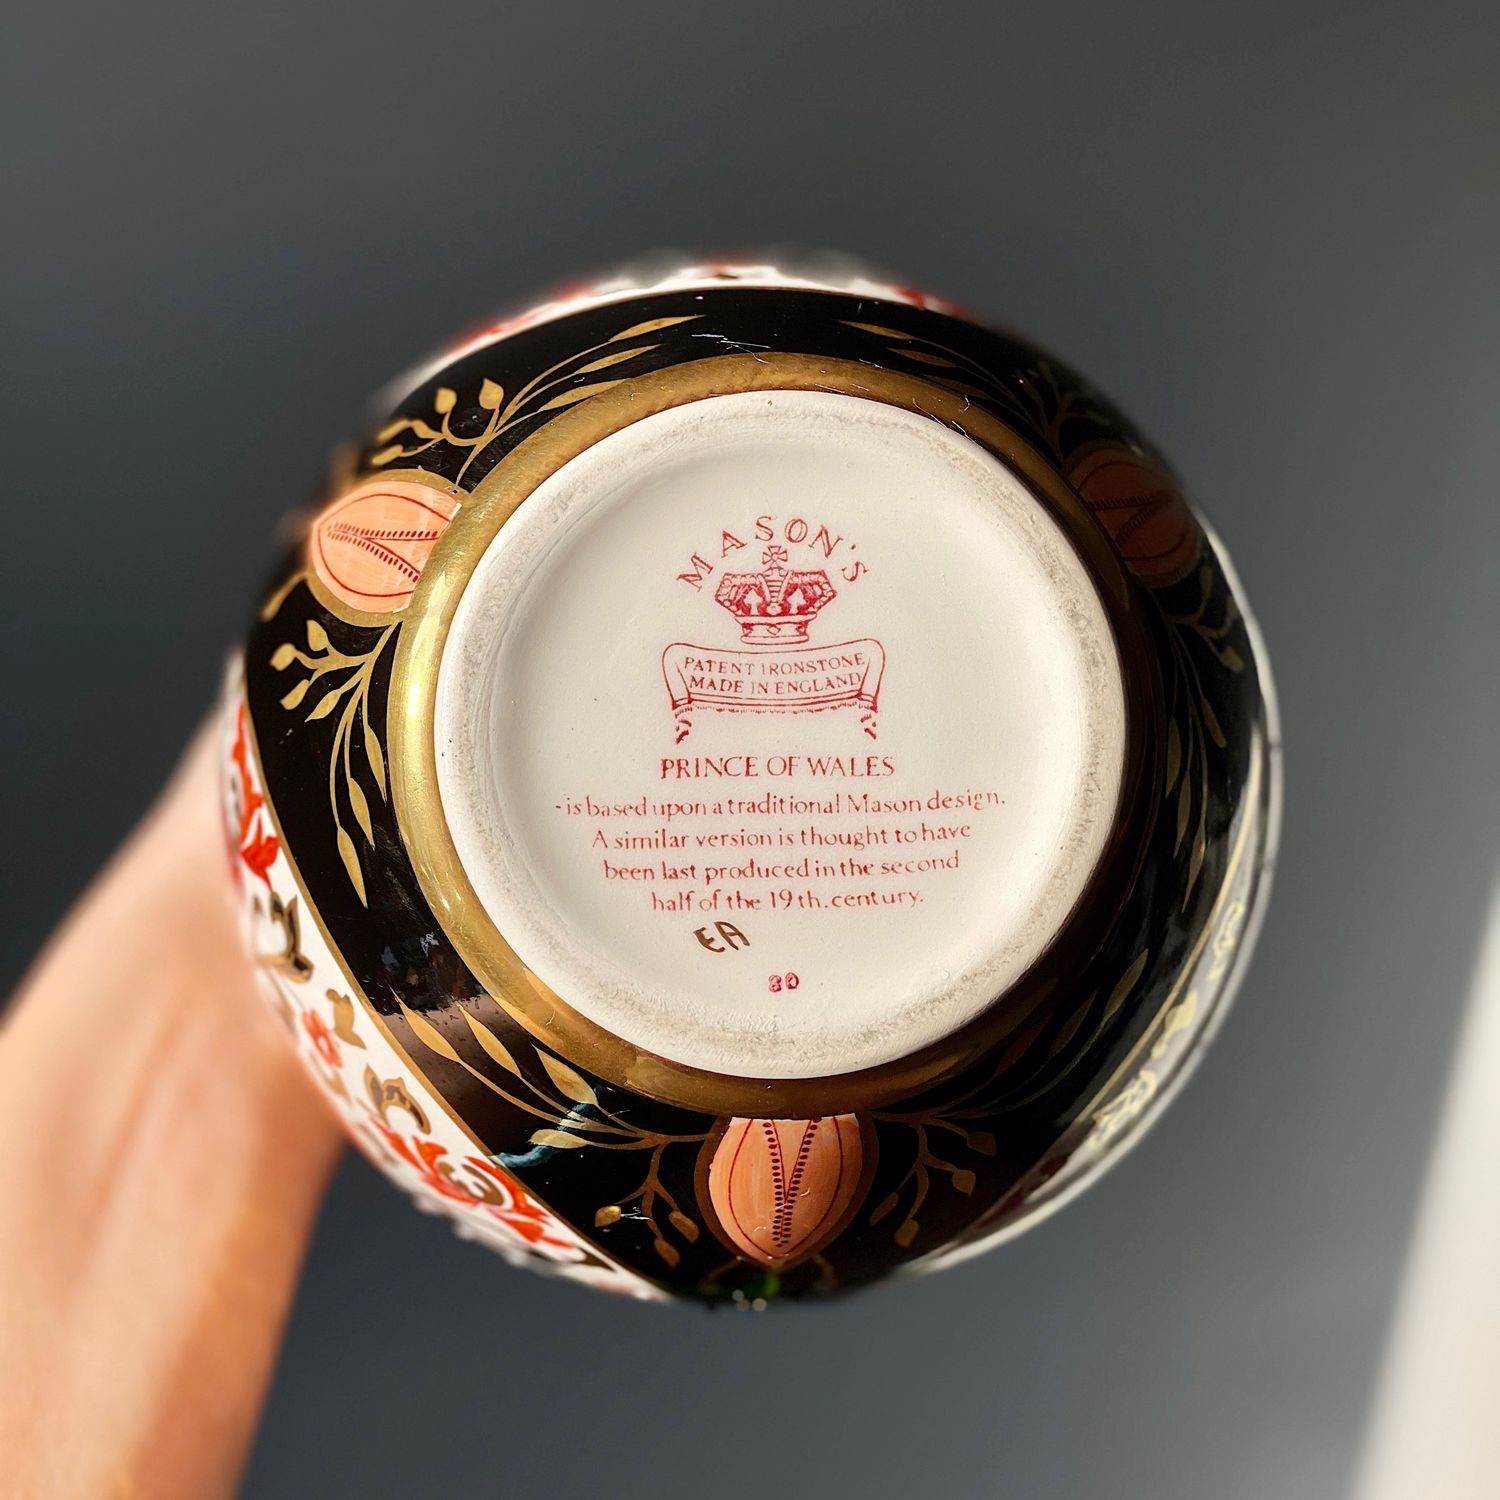 MASON'S
PATENT IRONSTONE
MADE IN ENGLAND
PRINCE OF WALES
-is based upon a traditional Mason design.
A similar version is thought to have
been last produced in the second
half of the 19th.century.
EA
80